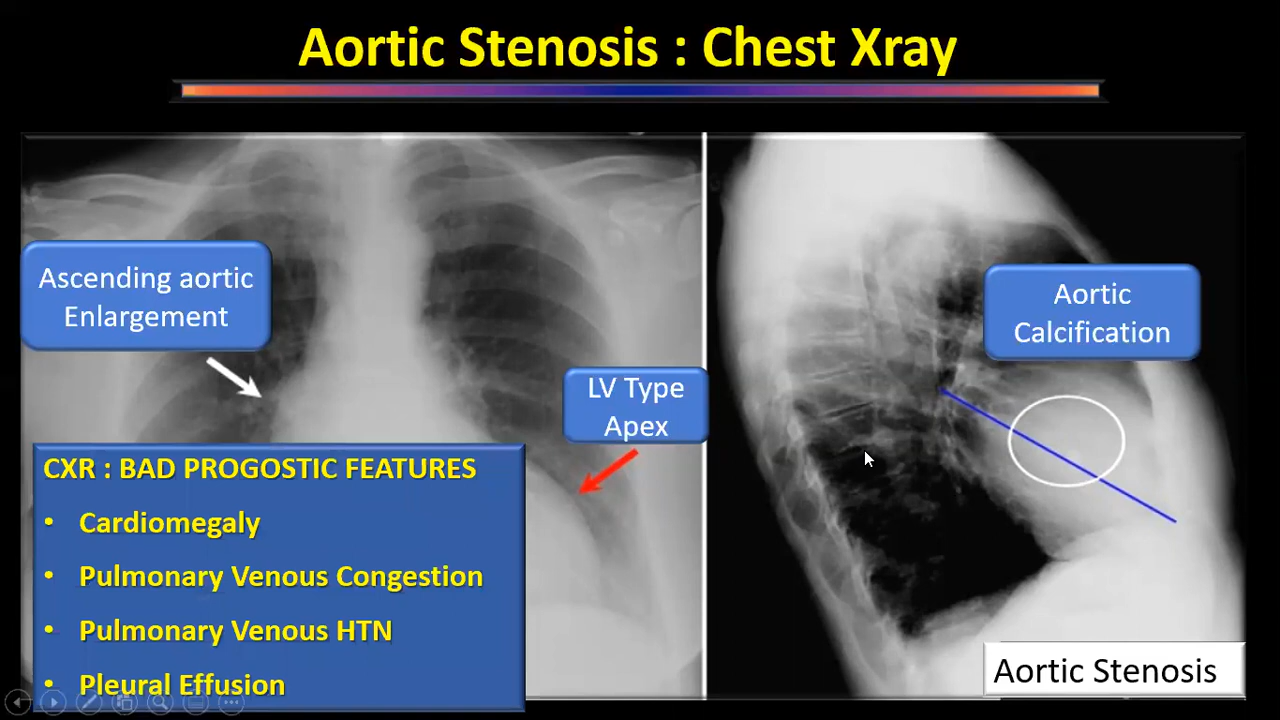 Aortic Stenosis : Chest Xray
Ascending aortic
Enlargement
LV Type
Apex
Aortic
Calcification
CXR : BAD PROGOSTIC FEATURES
• Cardiomegaly
• Pulmonary Venous Congestion
• Pulmonary Venous HTN
• Pleural Effusion
Aortic Stenosis